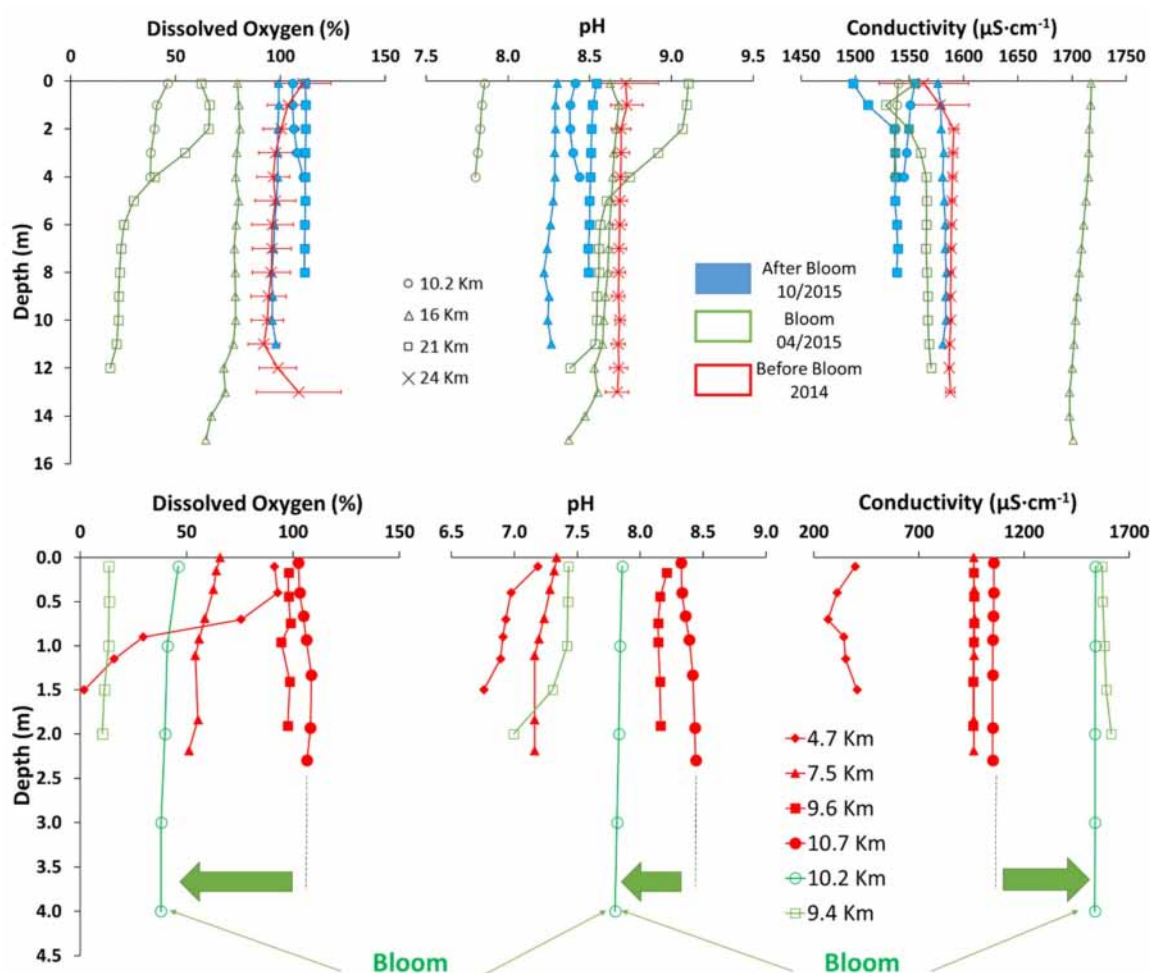 Dissolved Oxygen (%)
0 50 100 150
pH
7.5 8.0 8.5 9.0 9.5
Conductivity (µS·cm⁻¹)
1450 1500 1550 1600 1650 1700 1750
Depth (m)
0
2
4
6
8
10
12
14
16
10.2 Km
16 Km
21 Km
24 Km
After Bloom
10/2015
Bloom
04/2015
Before Bloom
2014
Dissolved Oxygen (%)
0 50 100 150
pH
6.5 7.0 7.5 8.0 8.5 9.0
Conductivity (µS·cm⁻¹)
200 700 1200 1700
Depth (m)
0.0
0.5
1.0
1.5
2.0
2.5
3.0
3.5
4.0
4.5
4.7 Km
7.5 Km
9.6 Km
10.7 Km
10.2 Km
9.4 Km
Bloom
Bloom